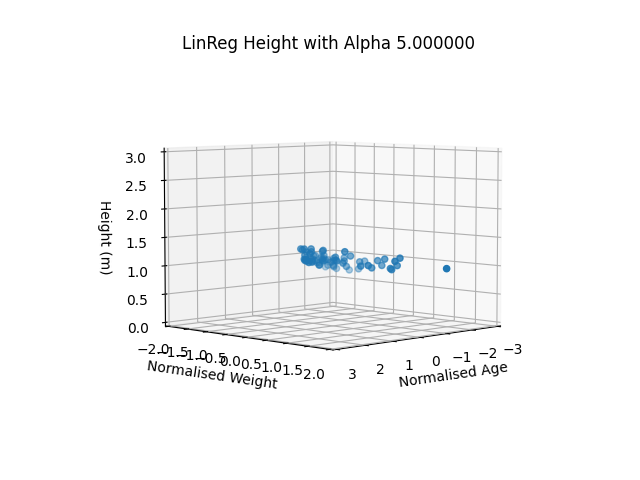 LinReg Height with Alpha 5.000000
3.0
2.5
2.0
1.5
1.0
0.5
0.0
Height (m)
−2.0 −1.5 −1.0 −0.5 0.0 0.5 1.0 1.5 2.0
Normalised Weight
3 2 1 0 −1 −2 −3
Normalised Age